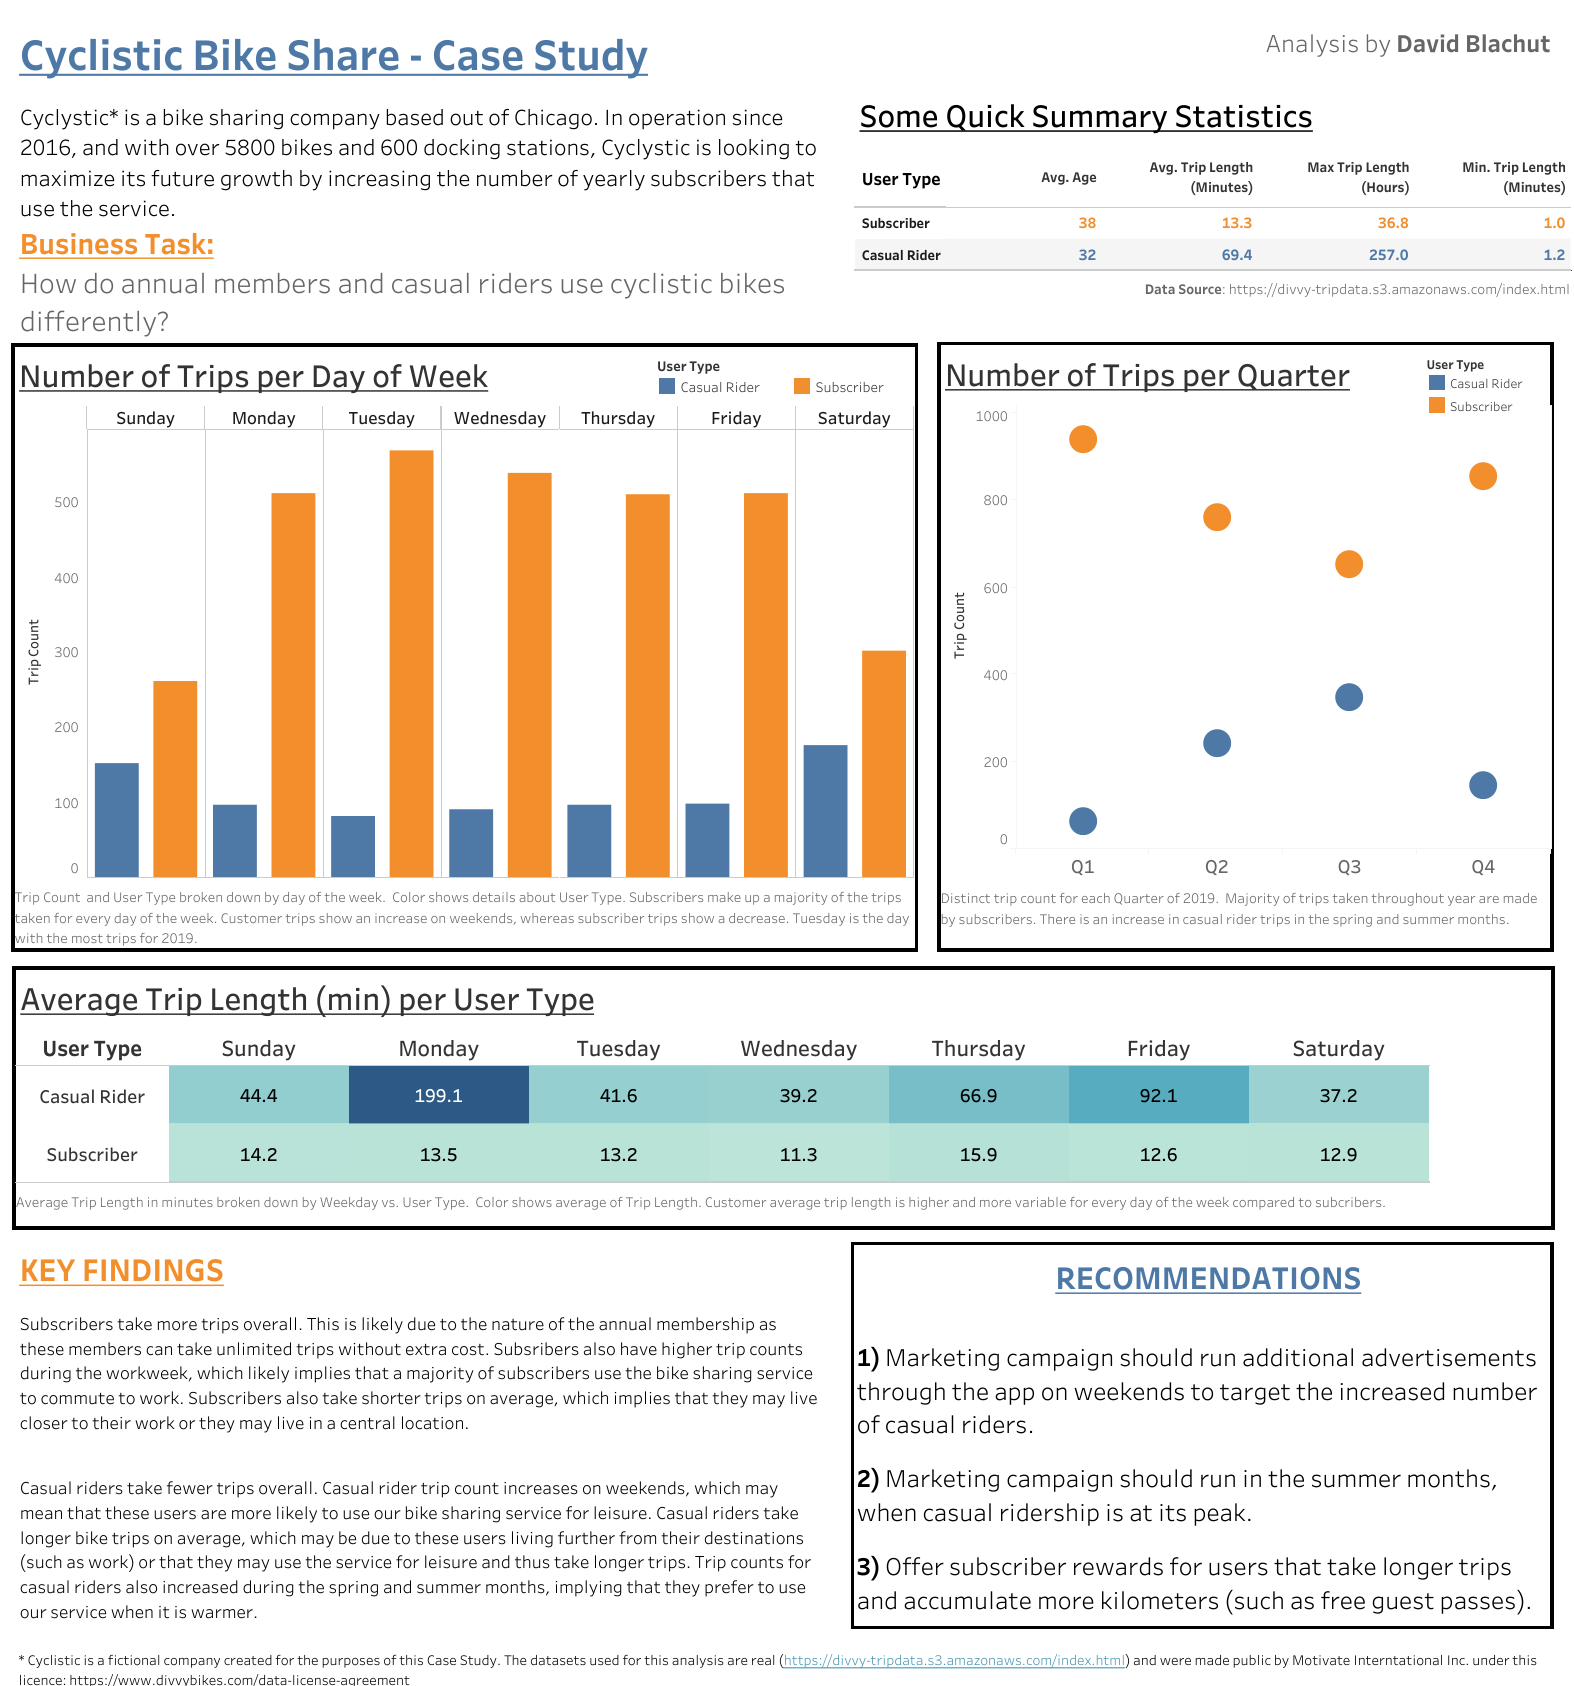 Cyclistic Bike Share - Case Study
Analysis by David Blachut
Cyclystic* is a bike sharing company based out of Chicago. In operation since
2016, and with over 5800 bikes and 600 docking stations, Cyclystic is looking to
maximize its future growth by increasing the number of yearly subscribers that
use the service.
Business Task:
How do annual members and casual riders use cyclistic bikes
differently?
Some Quick Summary Statistics
User Type Avg. Age Avg. Trip Length (Minutes) Max Trip Length (Hours) Min. Trip Length (Minutes)
Subscriber 38 13.3 36.8 1.0
Casual Rider 32 69.4 257.0 1.2
Data Source: https://divvy-tripdata.s3.amazonaws.com/index.html
Number of Trips per Day of Week
User Type
Casual Rider Subscriber
Sunday Monday Tuesday Wednesday Thursday Friday Saturday
Trip Count
500
400
300
200
100
0
Trip Count and User Type broken down by day of the week. Color shows details about User Type. Subscribers make up a majority of the trips
taken for every day of the week. Customer trips show an increase on weekends, whereas subscriber trips show a decrease. Tuesday is the day
with the most trips for 2019.
Number of Trips per Quarter
User Type
Casual Rider
Subscriber
Trip Count
1000
800
600
400
200
0
Q1 Q2 Q3 Q4
Distinct trip count for each Quarter of 2019. Majority of trips taken throughout year are made
by subscribers. There is an increase in casual rider trips in the spring and summer months.
Average Trip Length (min) per User Type
User Type Sunday Monday Tuesday Wednesday Thursday Friday Saturday
Casual Rider 44.4 199.1 41.6 39.2 66.9 92.1 37.2
Subscriber 14.2 13.5 13.2 11.3 15.9 12.6 12.9
Average Trip Length in minutes broken down by Weekday vs. User Type. Color shows average of Trip Length. Customer average trip length is higher and more variable for every day of the week compared to subcribers.
KEY FINDINGS
Subscribers take more trips overall. This is likely due to the nature of the annual membership as
these members can take unlimited trips without extra cost. Subsribers also have higher trip counts
during the workweek, which likely implies that a majority of subscribers use the bike sharing service
to commute to work. Subscribers also take shorter trips on average, which implies that they may live
closer to their work or they may live in a central location.
Casual riders take fewer trips overall. Casual rider trip count increases on weekends, which may
mean that these users are more likely to use our bike sharing service for leisure. Casual riders take
longer bike trips on average, which may be due to these users living further from their destinations
(such as work) or that they may use the service for leisure and thus take longer trips. Trip counts for
casual riders also increased during the spring and summer months, implying that they prefer to use
our service when it is warmer.
RECOMMENDATIONS
1) Marketing campaign should run additional advertisements
through the app on weekends to target the increased number
of casual riders.
2) Marketing campaign should run in the summer months,
when casual ridership is at its peak.
3) Offer subscriber rewards for users that take longer trips
and accumulate more kilometers (such as free guest passes).
* Cyclistic is a fictional company created for the purposes of this Case Study. The datasets used for this analysis are real (https://divvy-tripdata.s3.amazonaws.com/index.html) and were made public by Motivate Interntational Inc. under this
licence: https://www.divvybikes.com/data-license-agreement